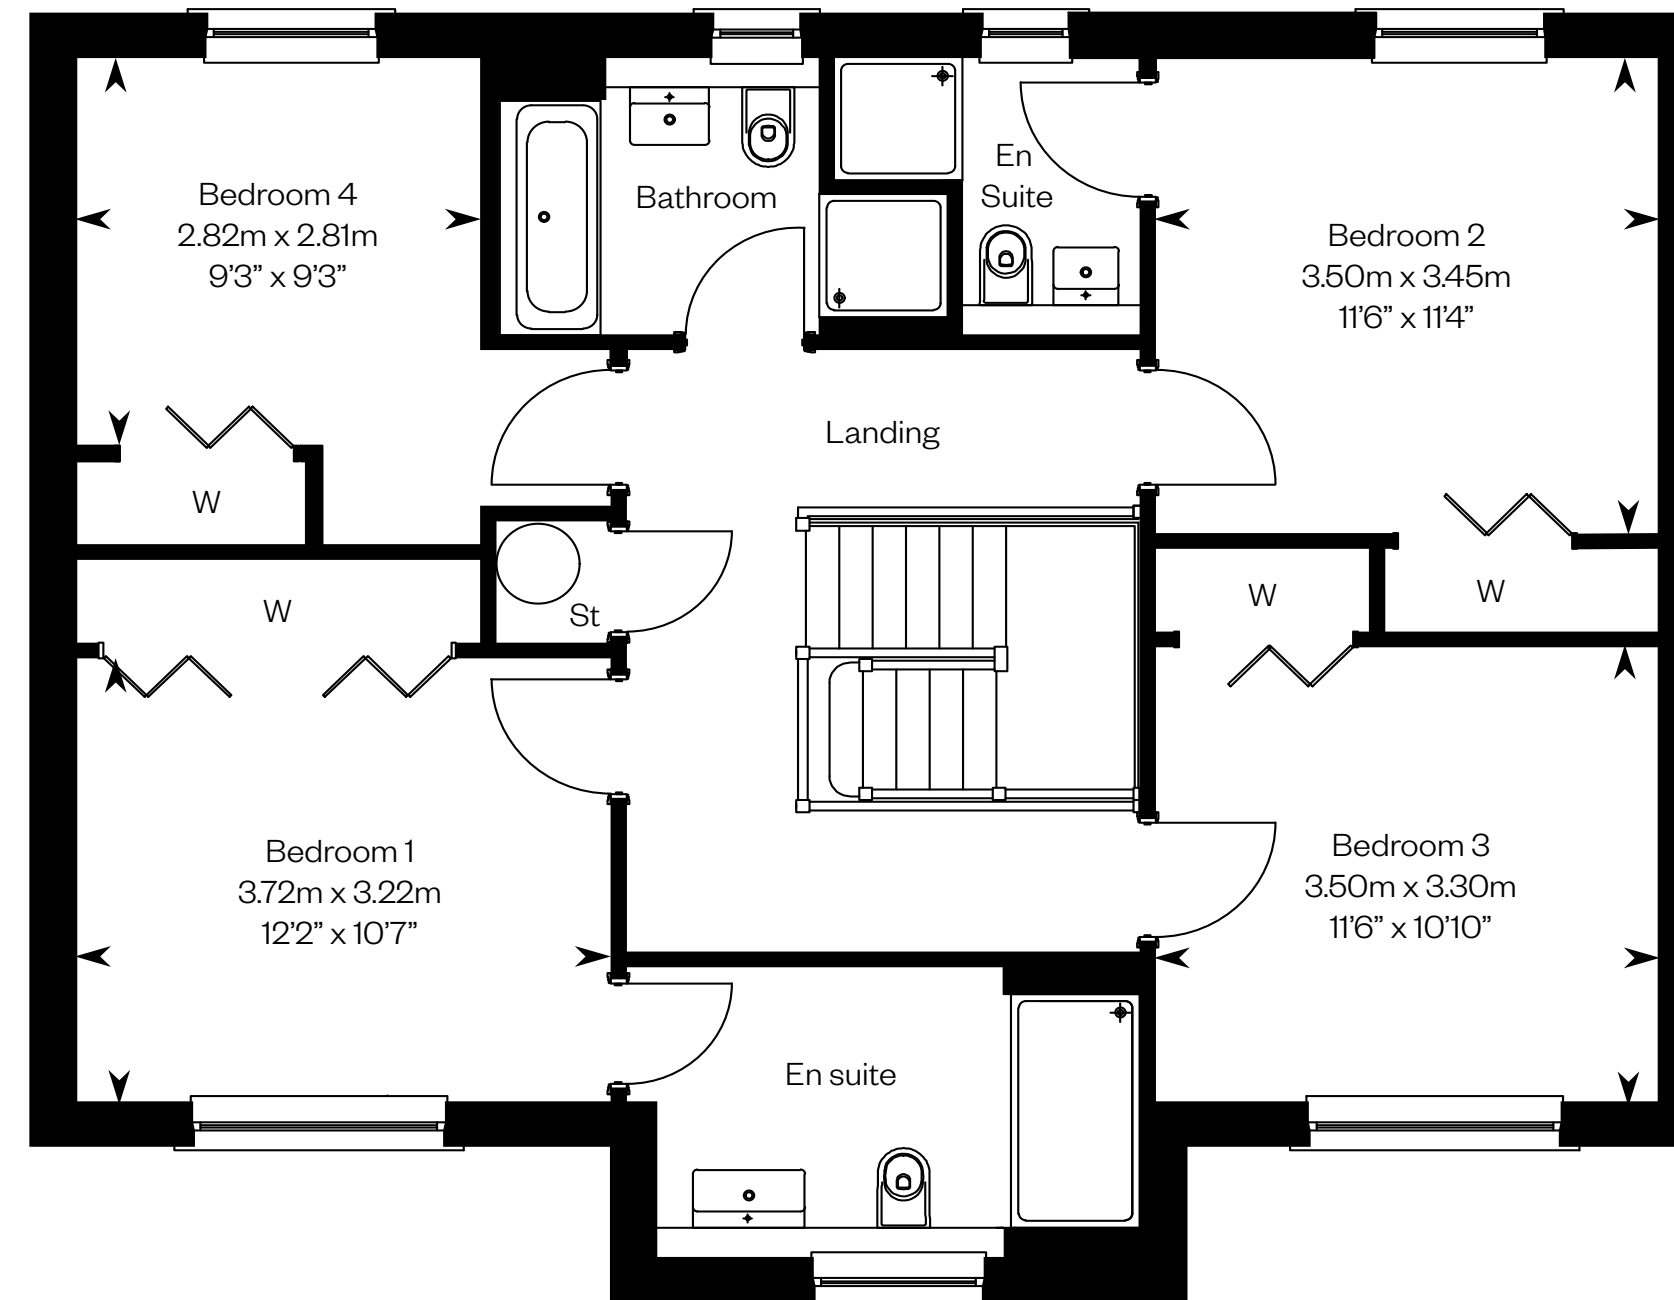 Bedroom 4
2.82m x 2.81m
9’3” x 9’3”
Bathroom
En
Suite
Bedroom 2
3.50m x 3.45m
11’6” x 11’4”
Landing
W
W
St
W
W
Bedroom 1
3.72m x 3.22m
12’2” x 10’7”
Bedroom 3
3.50m x 3.30m
11’6” x 10’10”
En suite